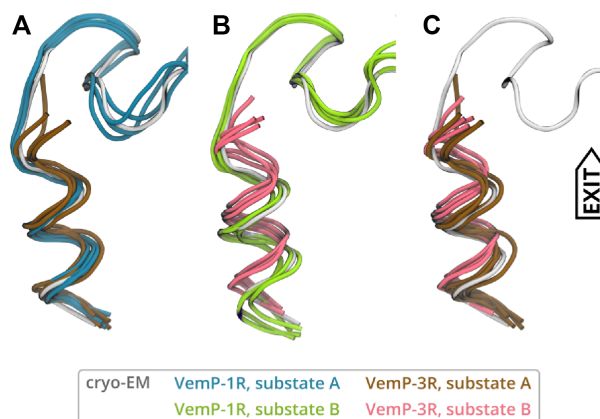 A B C
EXIT
cryo-EM VemP-1R, substate A VemP-3R, substate A
VemP-1R, substate B VemP-3R, substate B